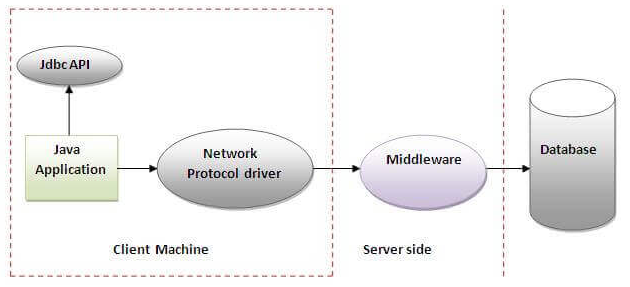 Jdbc API
Java
Application
Network
Protocol driver
Middleware
Database
Client Machine
Server side